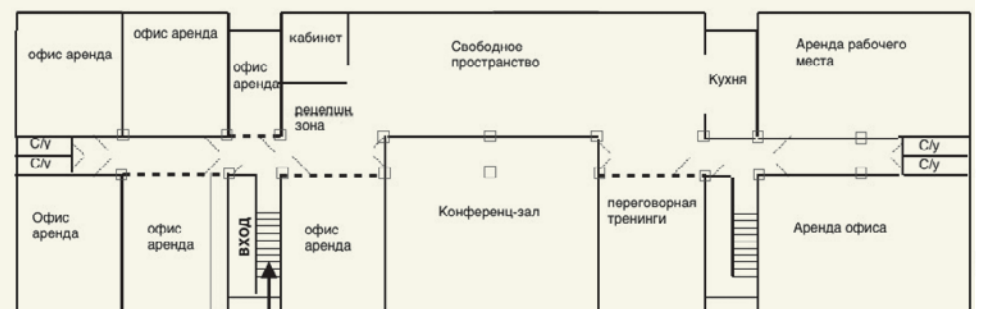 офис аренда
офис аренда
офис
аренда
кабинет
рецепшн
зона
Свободное
пространство
Кухня
Аренда рабочего
места
С/у
С/у
С/у
С/у
Офис
аренда
офис
аренда
ВХОД
офис
аренда
Конференц-зал
переговорная
тренинги
Аренда офиса